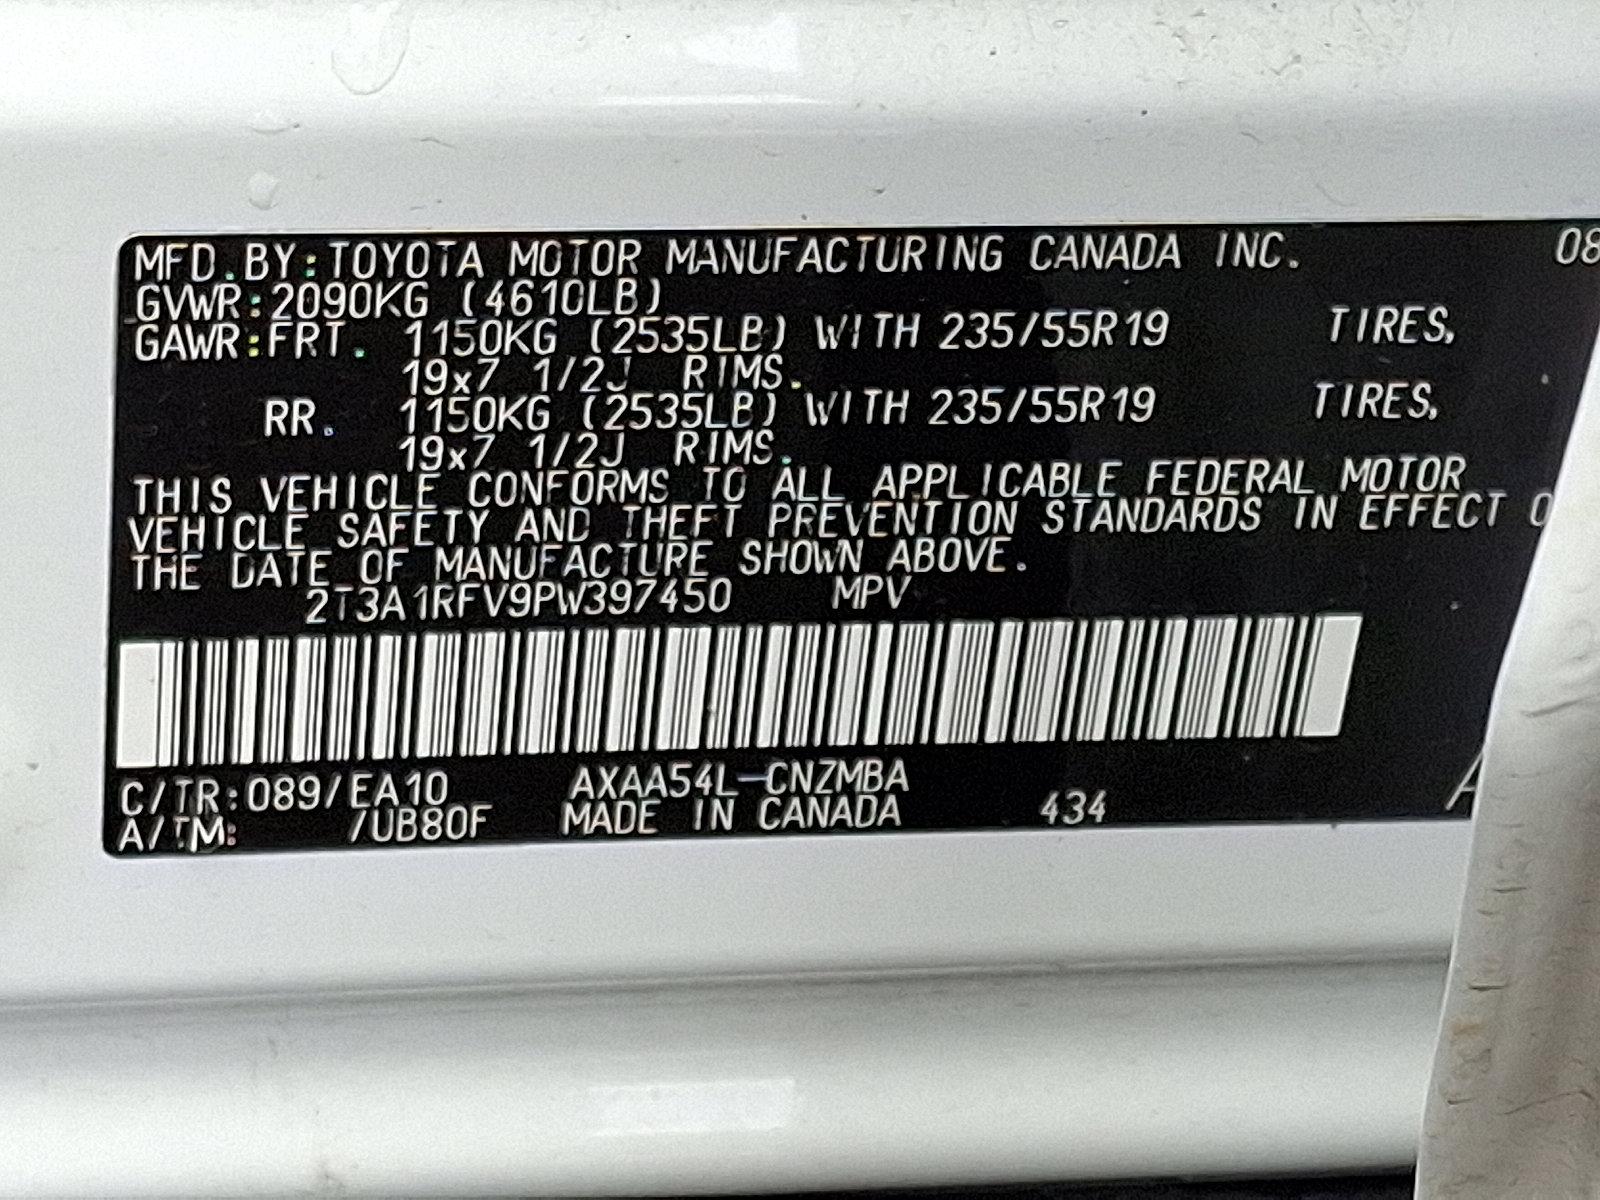 MFD.BY:TOYOTA MOTOR MANUFACTURING CANADA INC. 08
GVWR:2090KG (4610LB)
GAWR:FRT. 1150KG (2535LB) WITH 235/55R19 TIRES,
19x7 1/2J RIMS.
RR. 1150KG (2535LB) WITH 235/55R19 TIRES,
19x7 1/2J RIMS.
THIS VEHICLE CONFORMS TO ALL APPLICABLE FEDERAL MOTOR
VEHICLE SAFETY AND THEFT PREVENTION STANDARDS IN EFFECT O
THE DATE OF MANUFACTURE SHOWN ABOVE.
2T3A1RFV9PW397450 MPV
C/TR:089/EA10 AXAA54L-CNZMBA
A/TM: /UB80F MADE IN CANADA 434 A